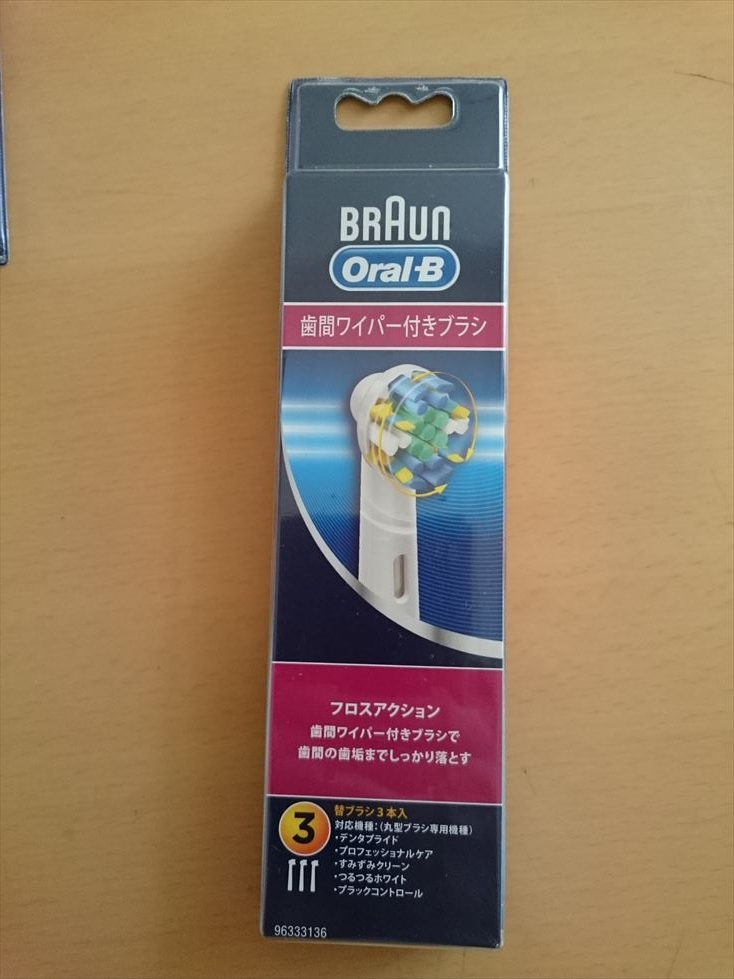 BRAUN
Oral-B
歯間ワイパー付きブラシ
フロスアクション
歯間ワイパー付きブラシで
歯間の歯垢までしっかり落とす
3
替ブラシ3本入
対応機種:(丸型ブラシ専用機種)
・デンタプライド
・プロフェッショナルケア
・すみずみクリーン
・つるつるホワイト
・プラックコントロール
96333136